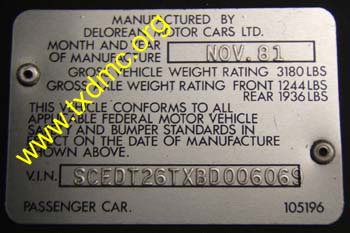 MANUFACTURED BY
DELOREAN MOTOR CARS LTD.
MONTH AND YEAR
OF MANUFACTURE NOV. 81
GROSS VEHICLE WEIGHT RATING 3180 LBS
GROSS AXLE WEIGHT RATING FRONT 1244 LBS
REAR 1936 LBS
THIS VEHICLE CONFORMS TO ALL
APPLICABLE FEDERAL MOTOR VEHICLE
SAFETY AND BUMPER STANDARDS IN
EFFECT ON THE DATE OF MANUFACTURE
SHOWN ABOVE.
V.I.N. SCEDT26TXBD006069
PASSENGER CAR. 105196
www.txdmc.org